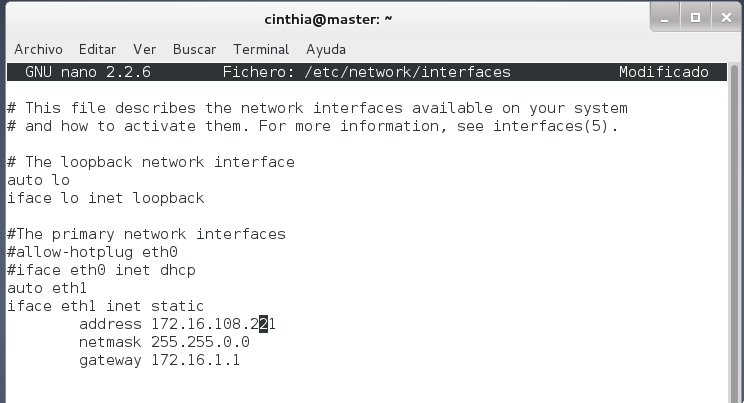 cinthia@master: ~
Archivo Editar Ver Buscar Terminal Ayuda
GNU nano 2.2.6 Fichero: /etc/network/interfaces Modificado
# This file describes the network interfaces available on your system
# and how to activate them. For more information, see interfaces(5).
# The loopback network interface
auto lo
iface lo inet loopback
#The primary network interfaces
#allow-hotplug eth0
#iface eth0 inet dhcp
auto eth1
iface eth1 inet static
address 172.16.108.221
netmask 255.255.0.0
gateway 172.16.1.1